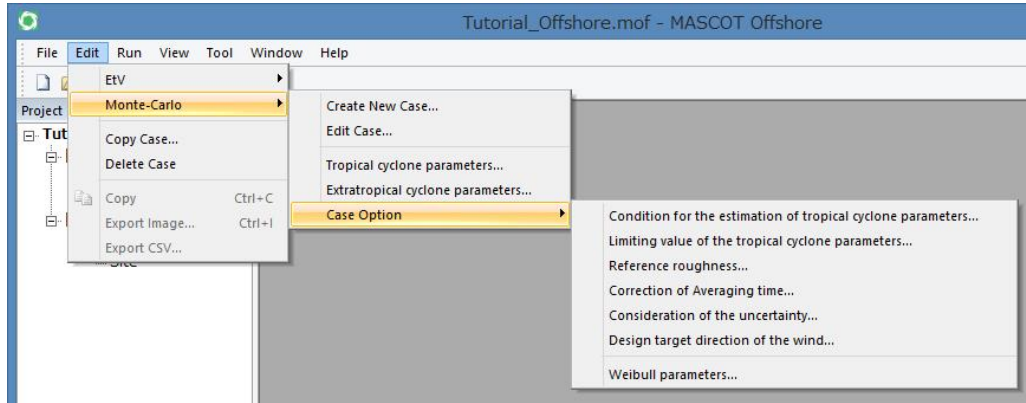 Tutorial_Offshore.mof - MASCOT Offshore
File Edit Run View Tool Window Help
EtV
Monte-Carlo
Copy Case...
Delete Case
Copy Ctrl+C
Export Image... Ctrl+I
Export CSV...
Project
Tut
Create New Case...
Edit Case...
Tropical cyclone parameters...
Extratropical cyclone parameters...
Case Option
Condition for the estimation of tropical cyclone parameters...
Limiting value of the tropical cyclone parameters...
Reference roughness...
Correction of Averaging time...
Consideration of the uncertainty...
Design target direction of the wind...
Weibull parameters...